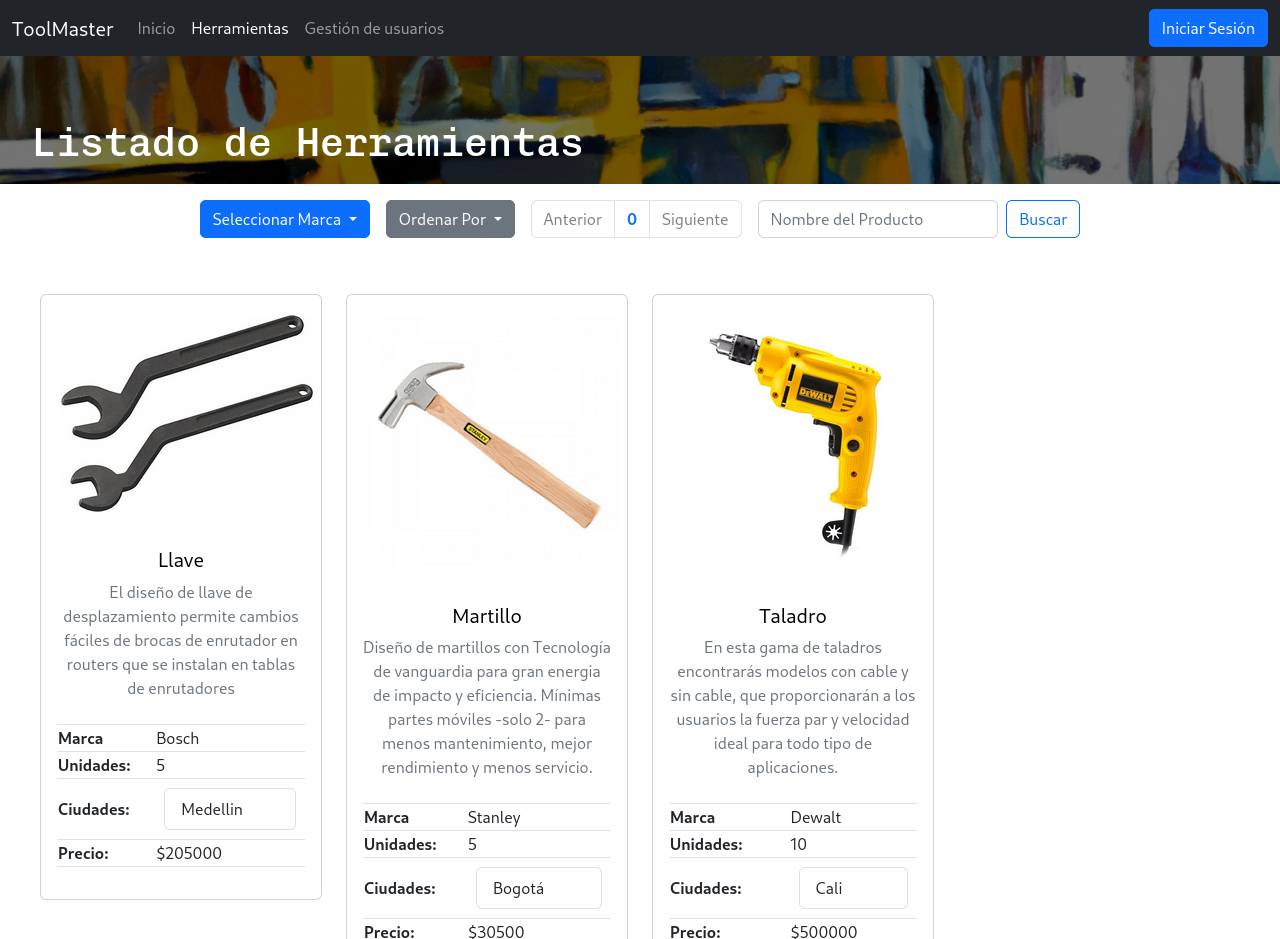 ToolMaster Inicio Herramientas Gestión de usuarios Iniciar Sesión
Listado de Herramientas
Seleccionar Marca Ordenar Por Anterior 0 Siguiente Nombre del Producto Buscar
Llave
El diseño de llave de
desplazamiento permite cambios
fáciles de brocas de enrutador en
routers que se instalan en tablas
de enrutadores
Marca Bosch
Unidades: 5
Ciudades: Medellin
Precio: $205000
STANLEY
Martillo
Diseño de martillos con Tecnología
de vanguardia para gran energia
de impacto y eficiencia. Mínimas
partes móviles -solo 2- para
menos mantenimiento, mejor
rendimiento y menos servicio.
Marca Stanley
Unidades: 5
Ciudades: Bogotá
Precio: $30500
DEWALT
Taladro
En esta gama de taladros
encontrarás modelos con cable y
sin cable, que proporcionarán a los
usuarios la fuerza par y velocidad
ideal para todo tipo de
aplicaciones.
Marca Dewalt
Unidades: 10
Ciudades: Cali
Precio: $500000